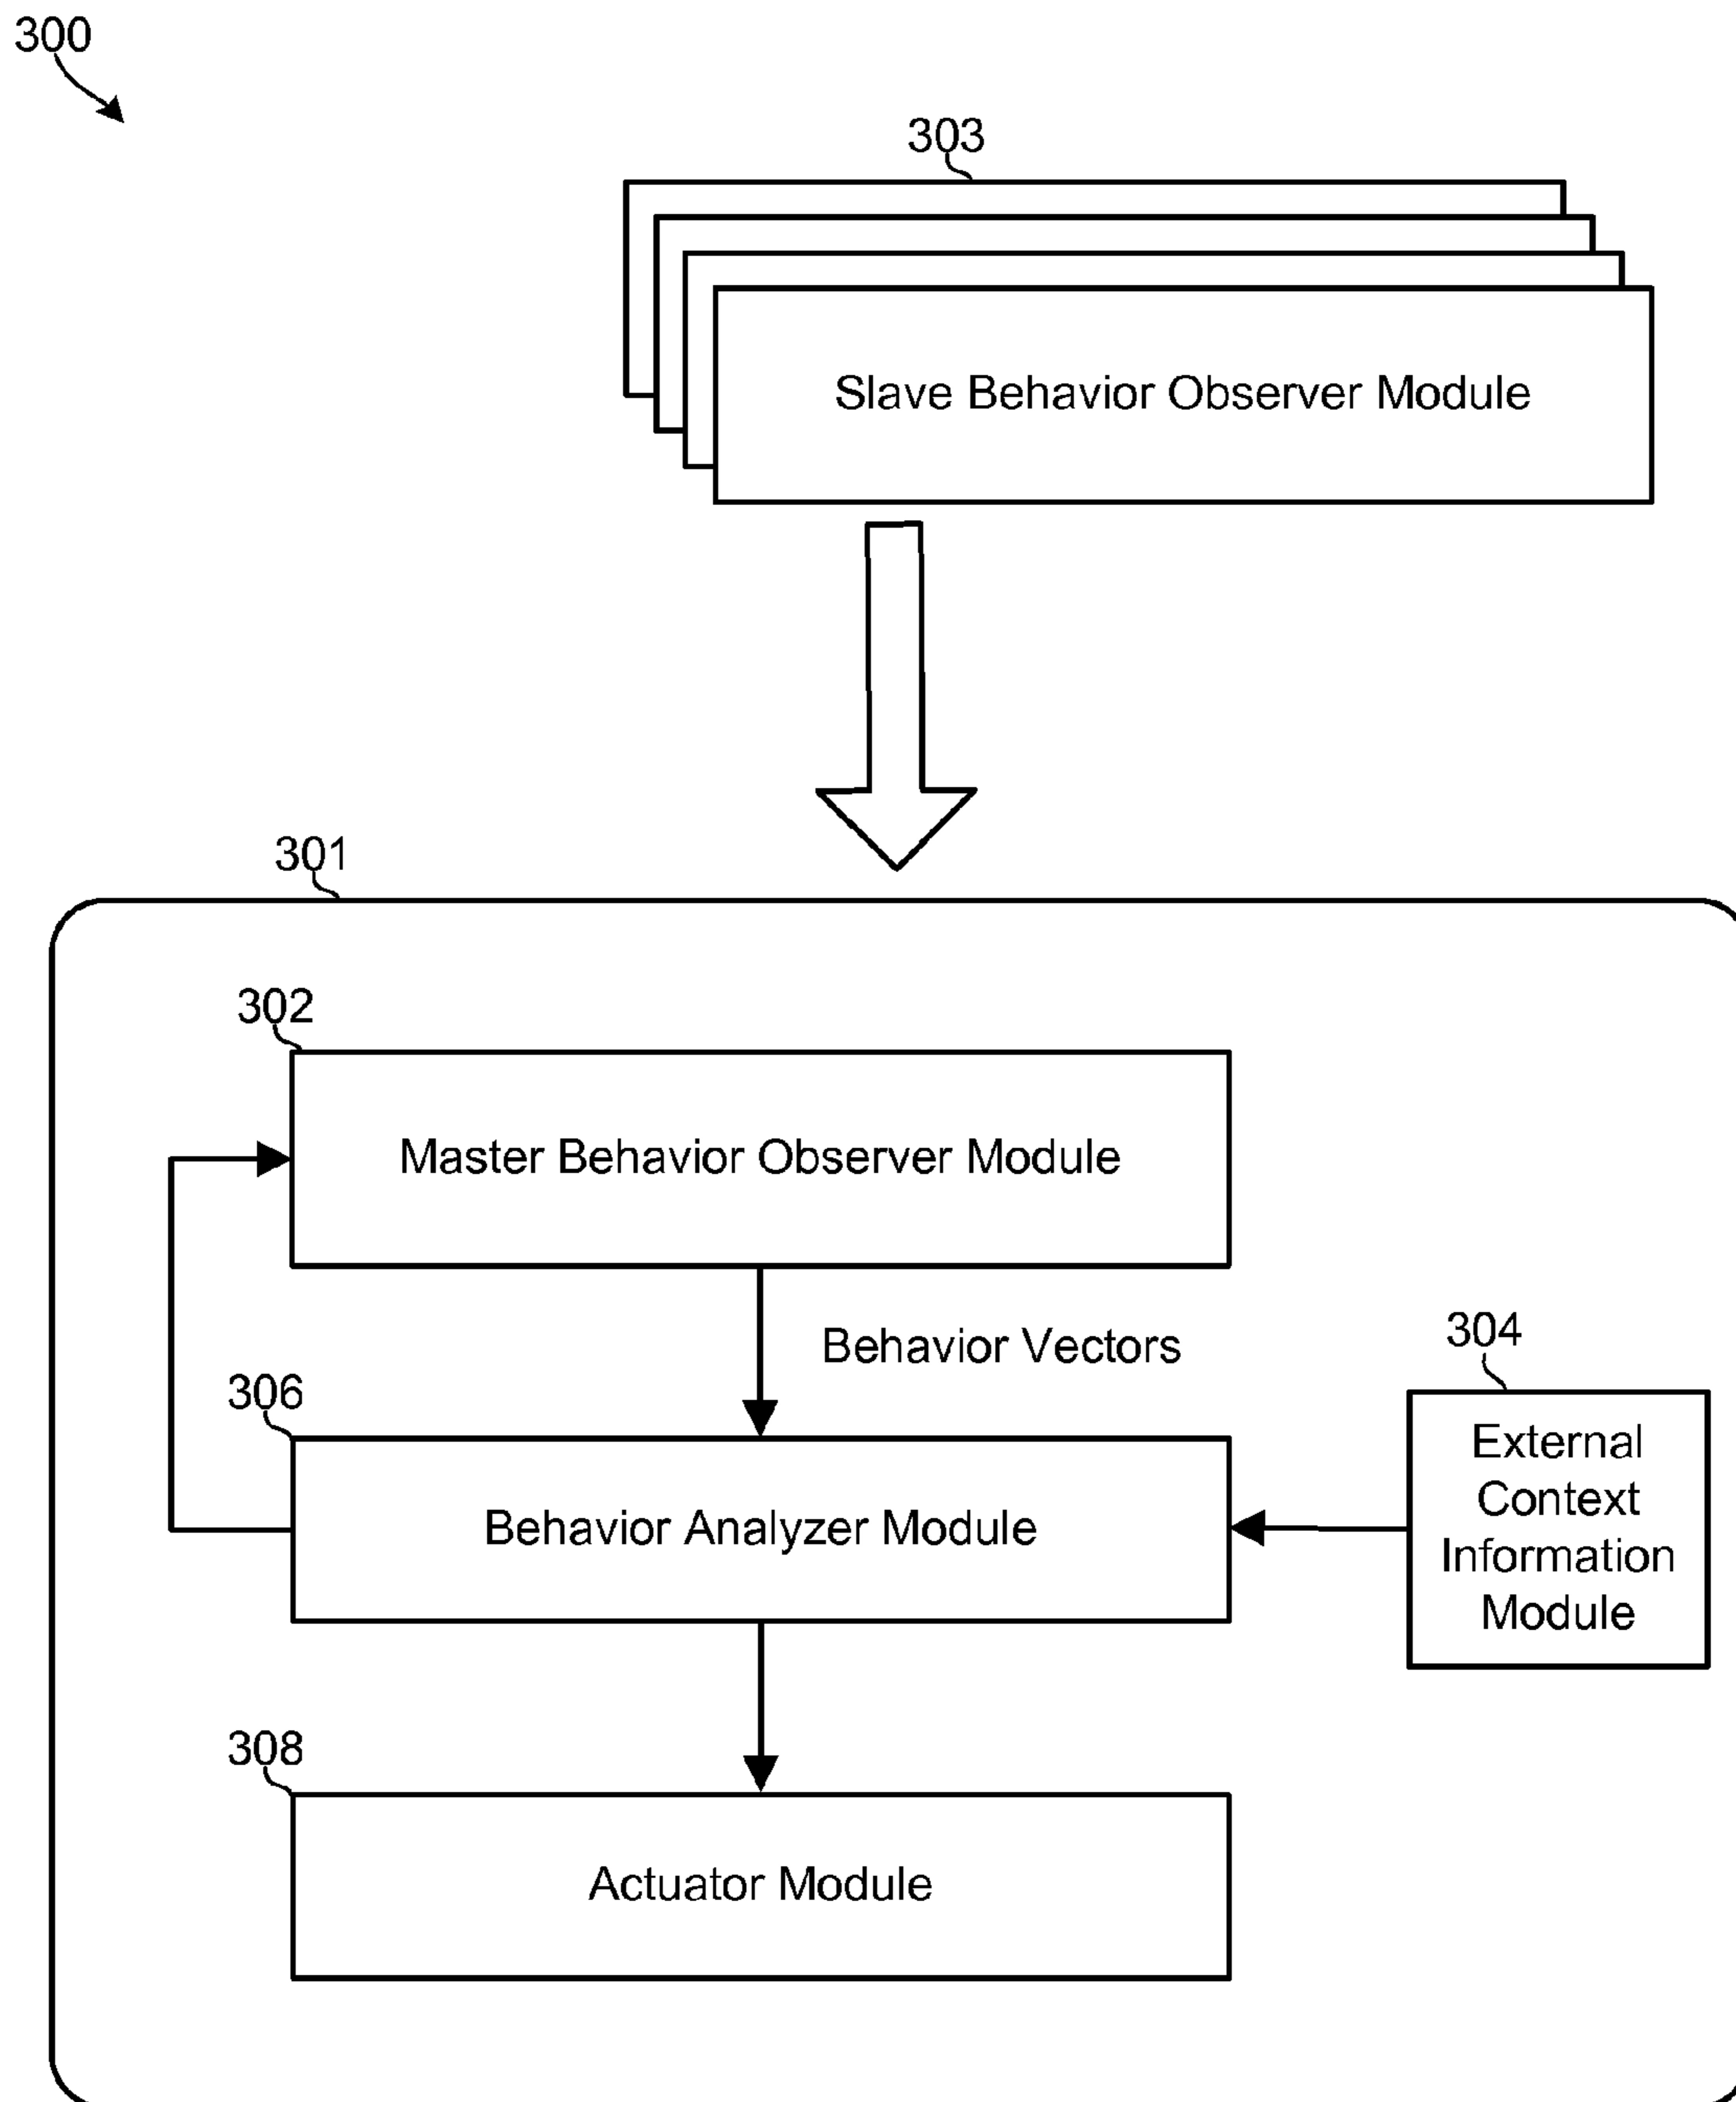 300
303
Slave Behavior Observer Module
301
302
Master Behavior Observer Module
Behavior Vectors
304
306
External
Context
Information
Module
Behavior Analyzer Module
308
Actuator Module